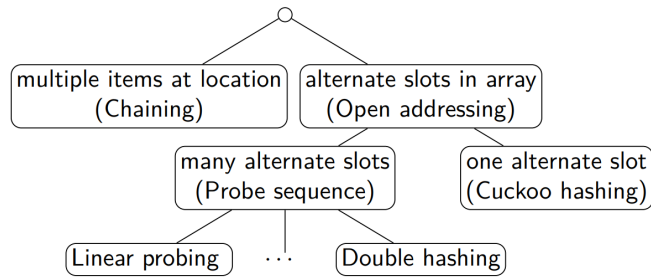 multiple items at location
(Chaining)
alternate slots in array
(Open addressing)
many alternate slots
(Probe sequence)
one alternate slot
(Cuckoo hashing)
Linear probing
...
Double hashing